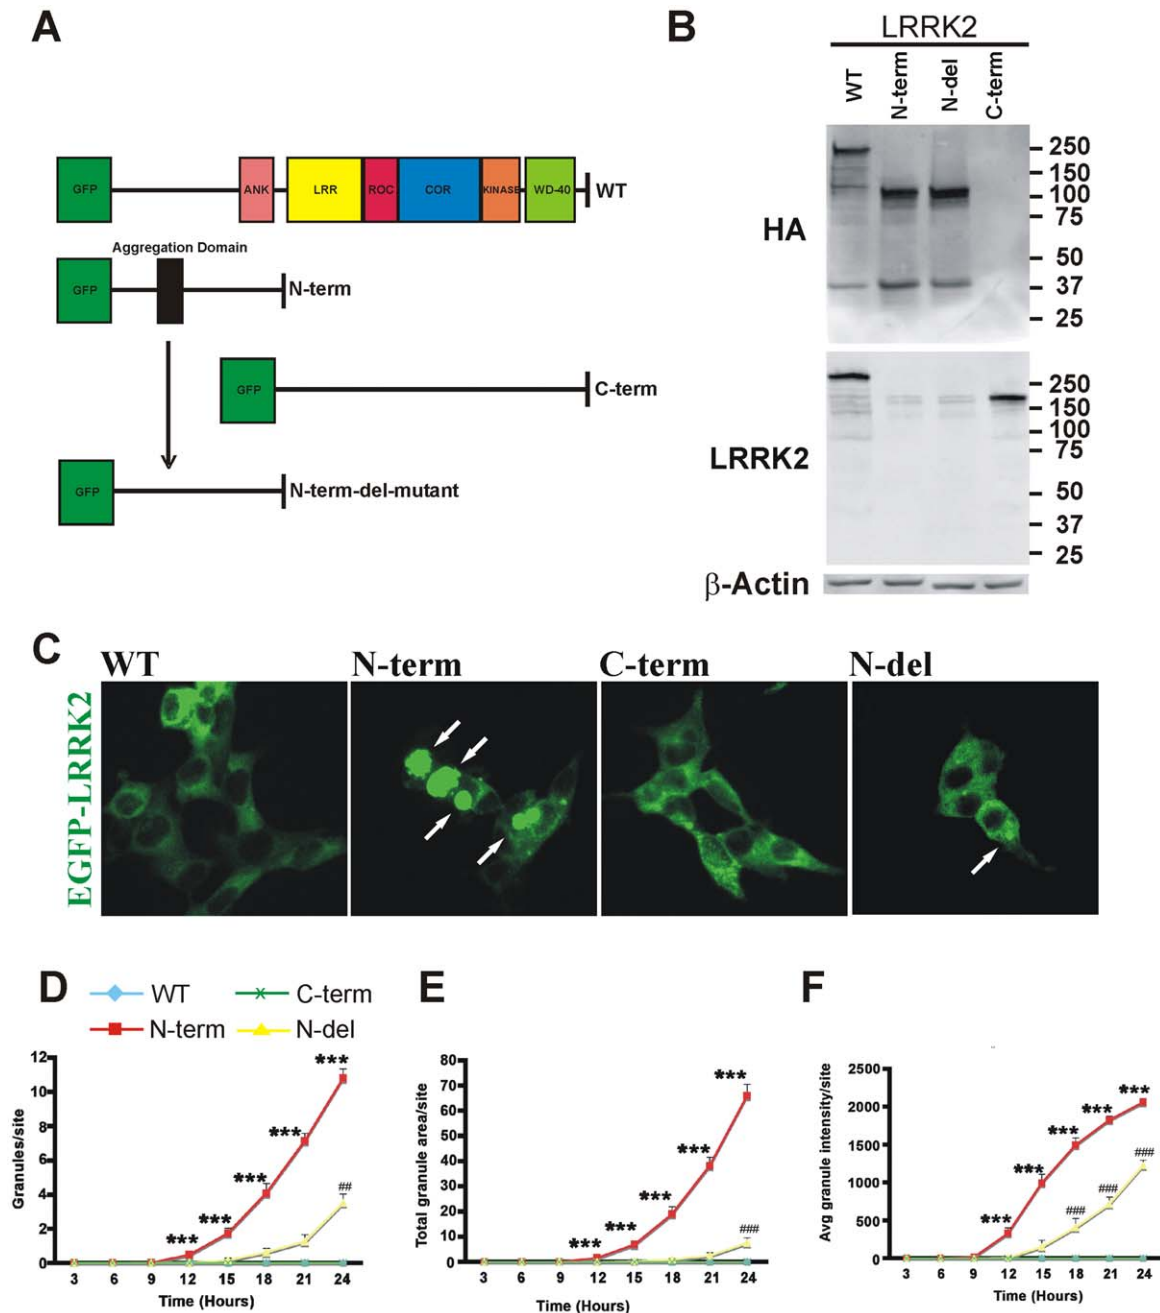 A
GFP
ANK
LRR
ROC
COR
KINASE
WD-40
WT
Aggregation Domain
GFP
N-term
GFP
C-term
GFP
N-term-del-mutant
B
LRRK2
WT
N-term
N-del
C-term
HA
250
150
100
75
50
37
25
LRRK2
250
150
100
75
50
37
25
β-Actin
C
WT
N-term
C-term
N-del
EGFP-LRRK2
D
WT
C-term
N-term
N-del
Granules/site
12
10
8
6
4
2
0
***
***
***
***
***
##
3 6 9 12 15 18 21 24
Time (Hours)
E
Total granule area/site
80
70
60
50
40
30
20
10
0
***
***
***
***
***
###
3 6 9 12 15 18 21 24
Time (Hours)
F
Avg granule intensity/site
2500
2000
1500
1000
500
0
***
***
***
***
***
###
###
###
3 6 9 12 15 18 21 24
Time (Hours)